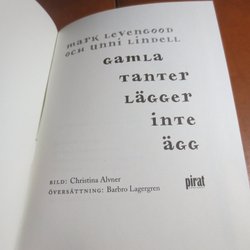 Mark Levengood
och Unni Lindell
Gamla
tanter
lägger
inte
ägg
BILD: Christina Alvner
ÖVERSÄTTNING: Barbro Lagergren
pirat